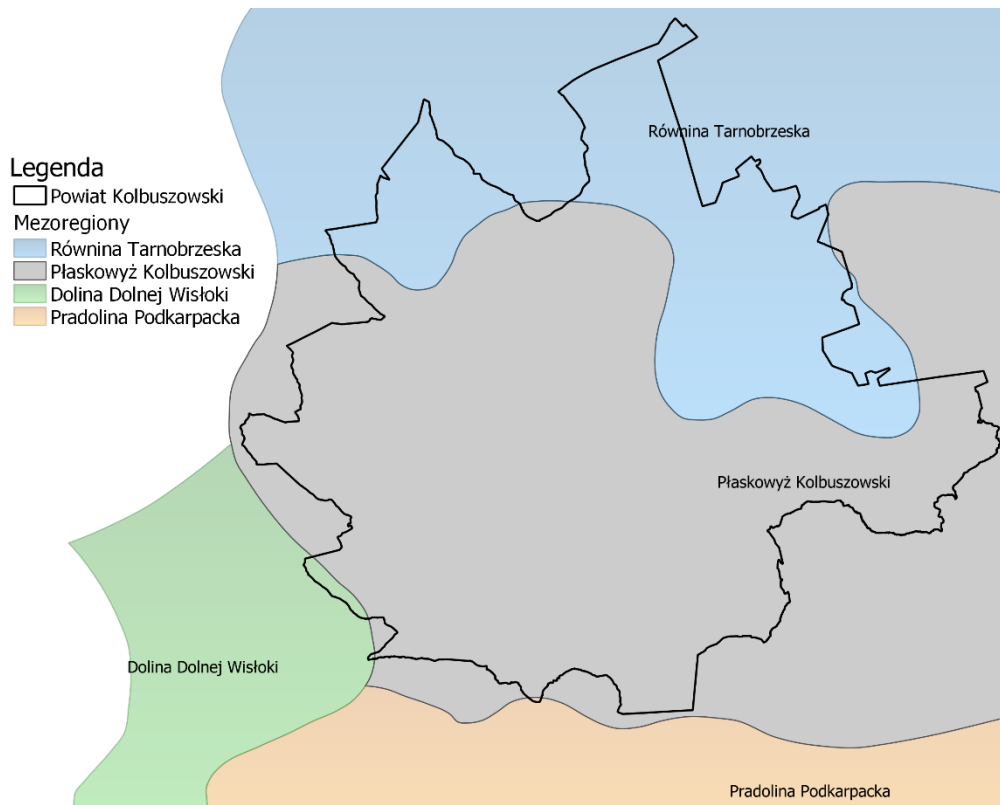 Równina Tarnobrzeska
Legenda
Powiat Kolbuszowski
Mezoregiony
Równina Tarnobrzeska
Płaskowyż Kolbuszowski
Dolina Dolnej Wisłoki
Pradolina Podkarpacka
Płaskowyż Kolbuszowski
Dolina Dolnej Wisłoki
Pradolina Podkarpacka